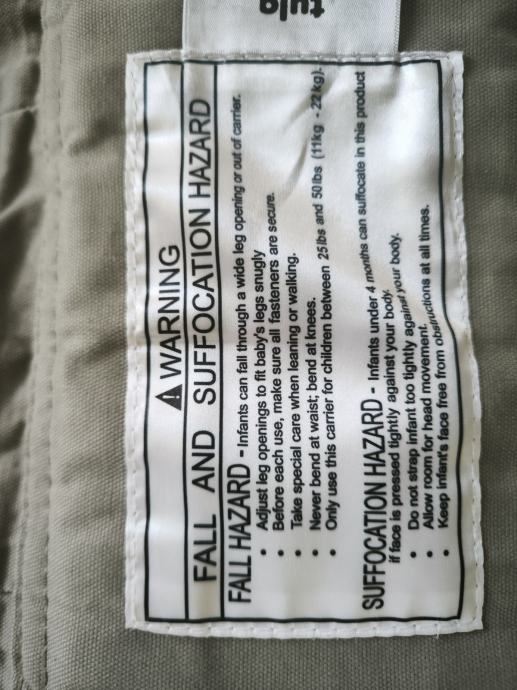 tula
⚠ WARNING
FALL AND SUFFOCATION HAZARD
FALL HAZARD - Infants can fall through a wide leg opening or out of carrier.
• Adjust leg openings to fit baby's legs snugly
• Before each use, make sure all fasteners are secure.
• Take special care when leaning or walking.
• Never bend at waist; bend at knees.
• Only use this carrier for children between 25lbs and 50lbs (11kg - 22kg).
SUFFOCATION HAZARD - Infants under 4 months can suffocate in this product
if face is pressed tightly against your body.
• Do not strap infant too tightly against your body.
• Allow room for head movement.
• Keep infant's face free from obstructions at all times.